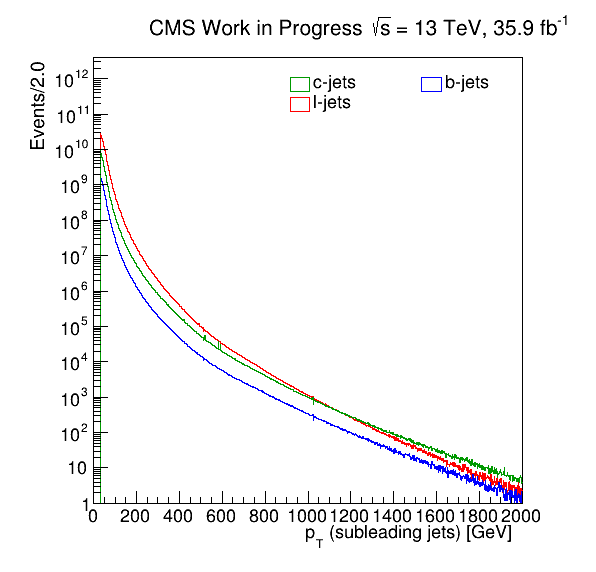 CMS Work in Progress √s = 13 TeV, 35.9 fb⁻¹
Events/2.0
c-jets
b-jets
l-jets
10¹²
10¹¹
10¹⁰
10⁹
10⁸
10⁷
10⁶
10⁵
10⁴
10³
10²
10
1
0 200 400 600 800 1000 1200 1400 1600 1800 2000
p_T (subleading jets) [GeV]